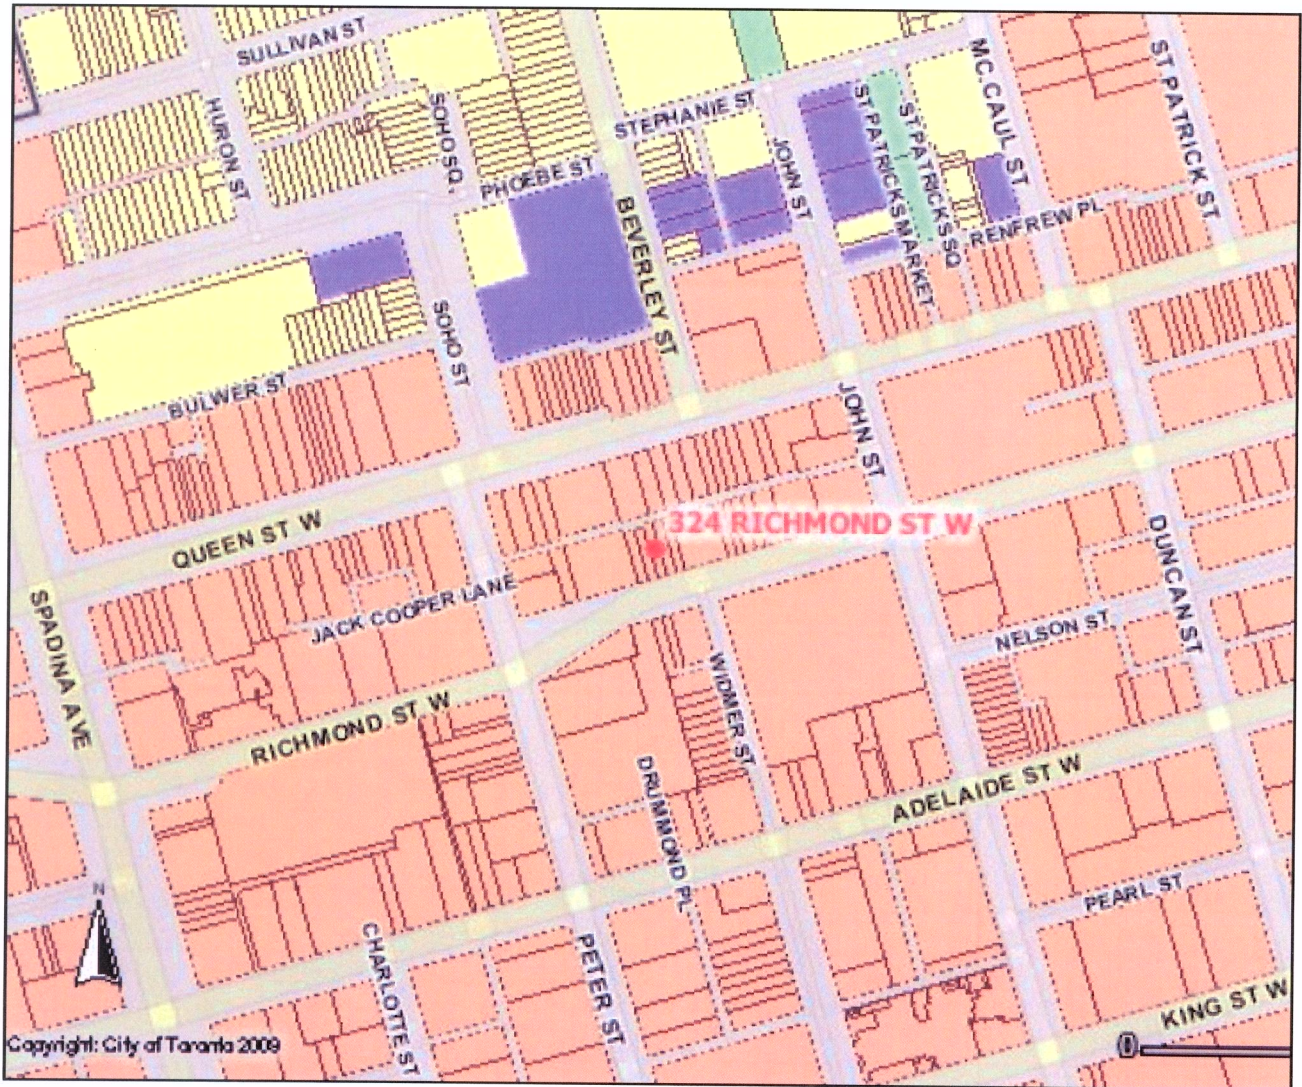 SULLIVAN ST
HURON ST
SOHO SQ.
PHOEBE ST
STEPHANIE ST
BEVERLEY ST
JOHN ST
ST PATRICKS MARKET
ST PATRICKS SQ
MC.CAUL ST
ST PATRICK ST
RENFREW PL
SOHO ST
BULWER ST
JOHN ST
QUEEN ST W
324 RICHMOND ST W
DUNCAN ST
SPADINA AVE
JACK COOPER LANE
NELSON ST
WIDMER ST
RICHMOND ST W
DRUMMOND PL
ADELAIDE ST W
PEARL ST
N
CHARLOTTE ST
PETER ST
KING ST W
Copyright: City of Toronto 2009
0